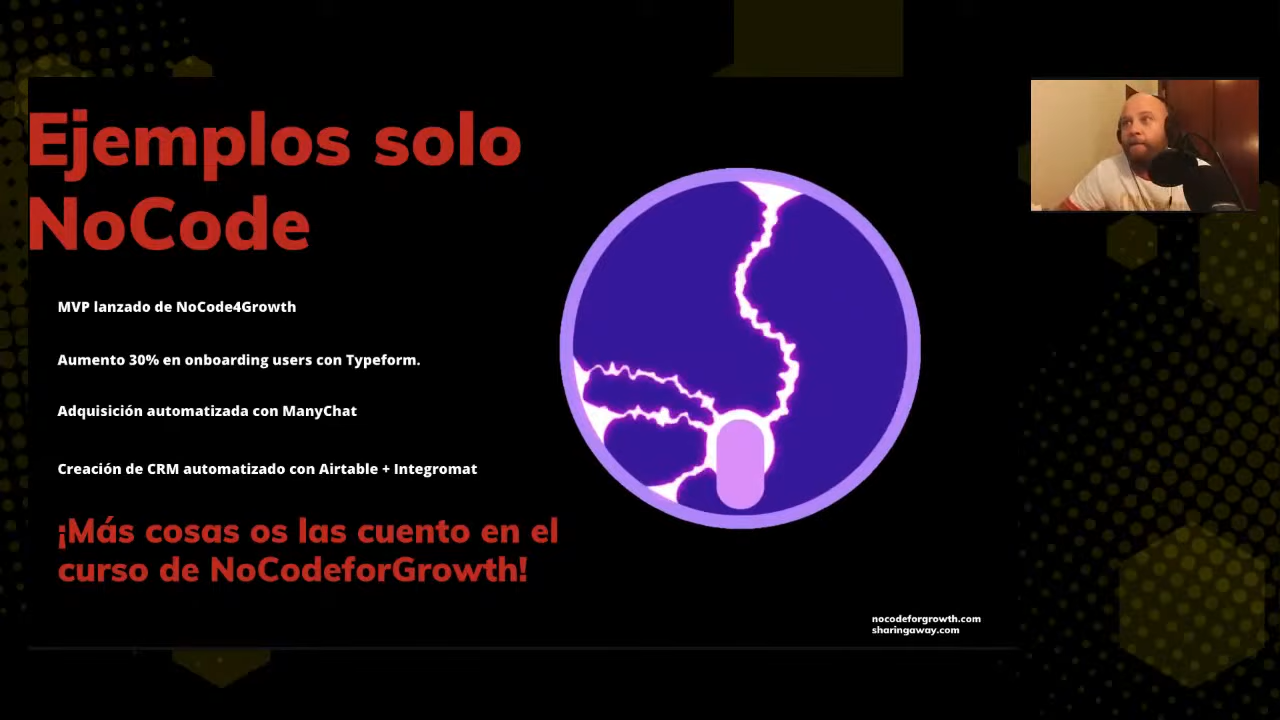 Ejemplos solo
NoCode
MVP lanzado de NoCode4Growth
Aumento 30% en onboarding users con Typeform.
Adquisición automatizada con ManyChat
Creación de CRM automatizado con Airtable + Integromat
¡Más cosas os las cuento en el
curso de NoCodeforGrowth!
nocodeforgrowth.com
sharingaway.com